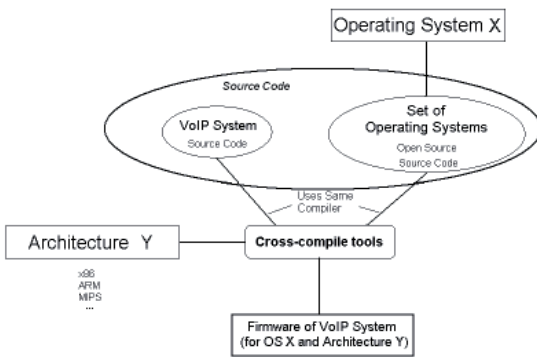 Operating System X
Source Code
VoIP System
Source Code
Set of
Operating Systems
Open Source
Source Code
Uses Same
Compiler
Architecture Y
Cross-compile tools
x86
ARM
MIPS
...
Firmware of VoIP System
(for OS X and Architecture Y)